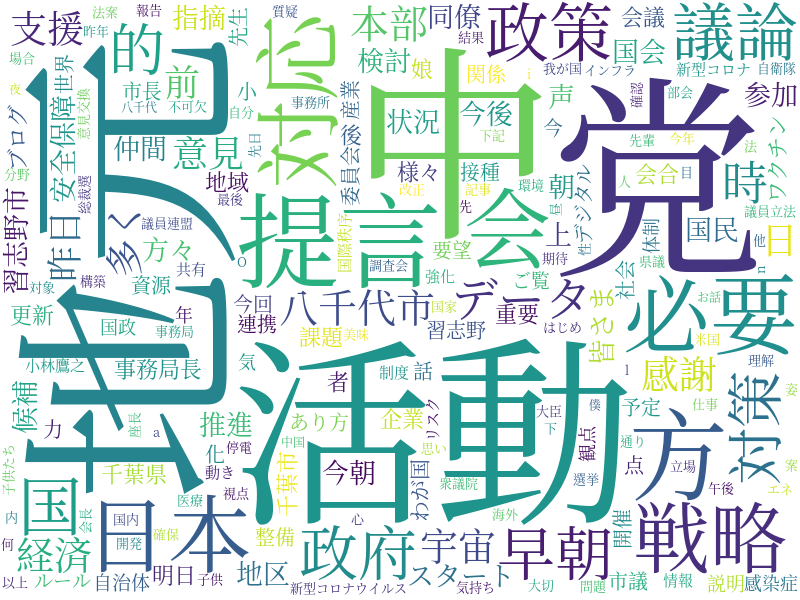 法案 報告 質疑 結果 我が国 インフラ 自衛隊
場合 昨年 支援 的 指摘 先生 本部 同僚 会議 政策 議論
市長 前 世界 検討 国会 新型コロナ
八千代 不可欠 自分 事務所 娘 関係 i 部会 確認 参加
夜 意見交換 小 対応 中 党
ブログ 安全保障 仲間 意見 先日 委員会 が 産業 状況 今後 声 下記 先輩 今年 法 ワクチン
分野 総裁選 地域 様々 接種 今 人 目 会合 時
習志野市 昨日 多く 改正 記事 環境 朝 デジタル 議員立法
地元 最後 提言 会 先 昼 性 体制 国民 日 他
議員連盟 方々 O 国際秩序 要望 上 期待 県議 n
対象 構築 共有 資源 調査会 強化 ご覧 社会 お話
更新 国政 年 今回 八千代市 国家 データ 皆さま 必要 米国
事務局 連携 課題 美味 習志野 重要 はじめ 理解
小林鷹之 事務局長 気 者 制度 話 大臣 僕 感謝 仕事 姿
候補 座長 a 推進 あり方 企業 リスク 下 予定 対策
力 化 停電 中国 思い 観点 通り 点 立場 案
子供たち 千葉県 動き 千葉市 今朝 わが国 衆議院 選挙 方 午後 エネ
国 会長 医療 視点 活動 l
内 国内 日本 心 海外 開催 戦略
何 経済 開発 確保 整備 政府 宇宙 早朝
以上 ルール 自治体 明日 子供 地区 スタート 大切 問題 市議 情報 説明 感染症
新型コロナウイルス 気持ち